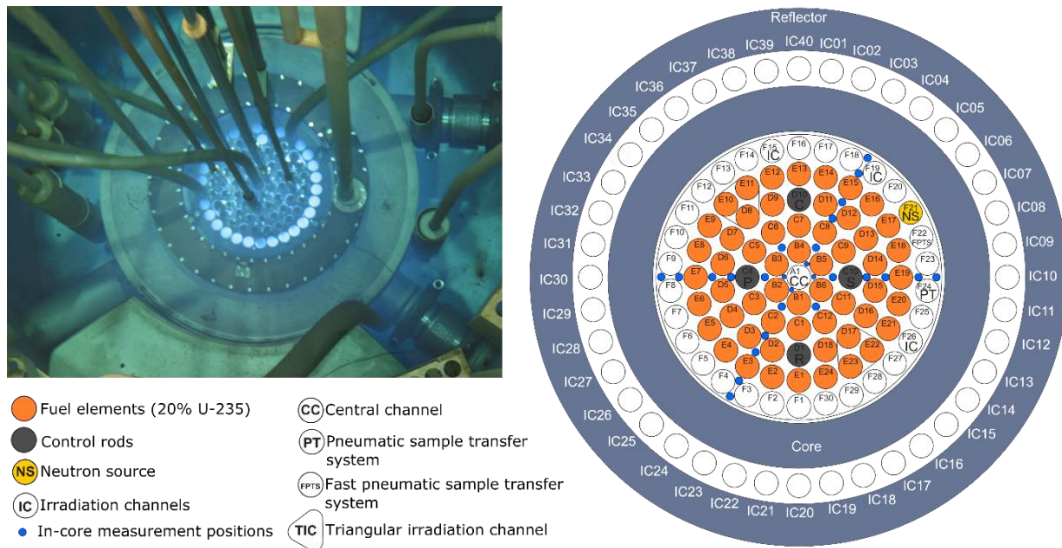 Reflector
IC40
IC39 IC01
IC38 IC02
IC37 IC03
IC36 IC04
IC35 IC05
IC34 IC06
IC33 IC07
IC32 IC08
IC31 IC09
IC30 IC10
IC29 IC11
IC28 IC12
IC27 IC13
IC26 IC14
IC25 IC15
IC24 IC16
IC23 IC17
IC22 IC18
IC21 IC19
IC20
F16
F15 F17
IC
F14 F18
F13 E12 E13 E14 F19
IC
F12 E11 E15 F20
E10 D9 C D11 E16
F11 D8 D12 F21
NS
E9 C7 E17
D7 C6 C8 D13 F22
FPTS
F10 E8 C5 B4 C9 E18
F9 D6 B3 B5 D14 F23
F8 E7 D5 C4 A1 C10 D15 E19 F24
P CC S PT
B2 B6
F7 E6 C3 B1 C11 E20 F25
D4 C2 C12 D16
F6 E5 C1 E21 F26
IC
D3 D17
E4 D2 D1 D18 E22
R
F5 E3 E23 F27
F4 E2 E1 E24 F28
F3 F29
F2 F1 F30
Core
Fuel elements (20% U-235)
Control rods
NS Neutron source
IC Irradiation channels
In-core measurement positions
CC Central channel
PT Pneumatic sample transfer
system
FPTS Fast pneumatic sample transfer
system
TIC Triangular irradiation channel